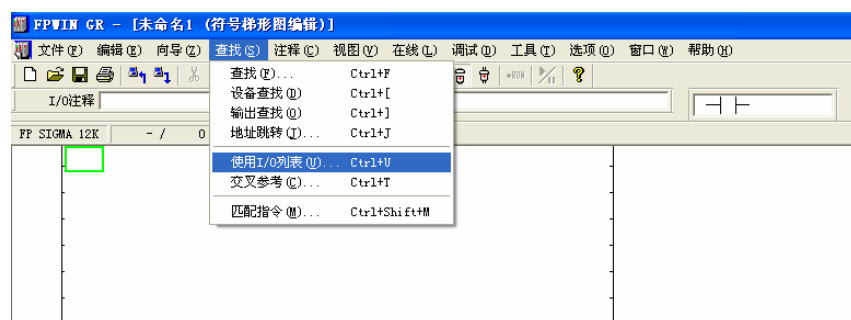 FPWIN GR - [未命名1 (符号梯形图编辑)]
文件(F) 编辑(E) 向导(Z) 查找(S) 注释(C) 视图(V) 在线(L) 调试(D) 工具(T) 选项(O) 窗口(W) 帮助(H)
RUN
I/O注释
FP SIGMA 12K - / 0
查找(F)... Ctrl+F
设备查找(D) Ctrl+[
输出查找(O) Ctrl+]
地址跳转(J)... Ctrl+J
使用I/O列表(U)... Ctrl+U
交叉参考(C)... Ctrl+T
匹配指令(M)... Ctrl+Shift+M